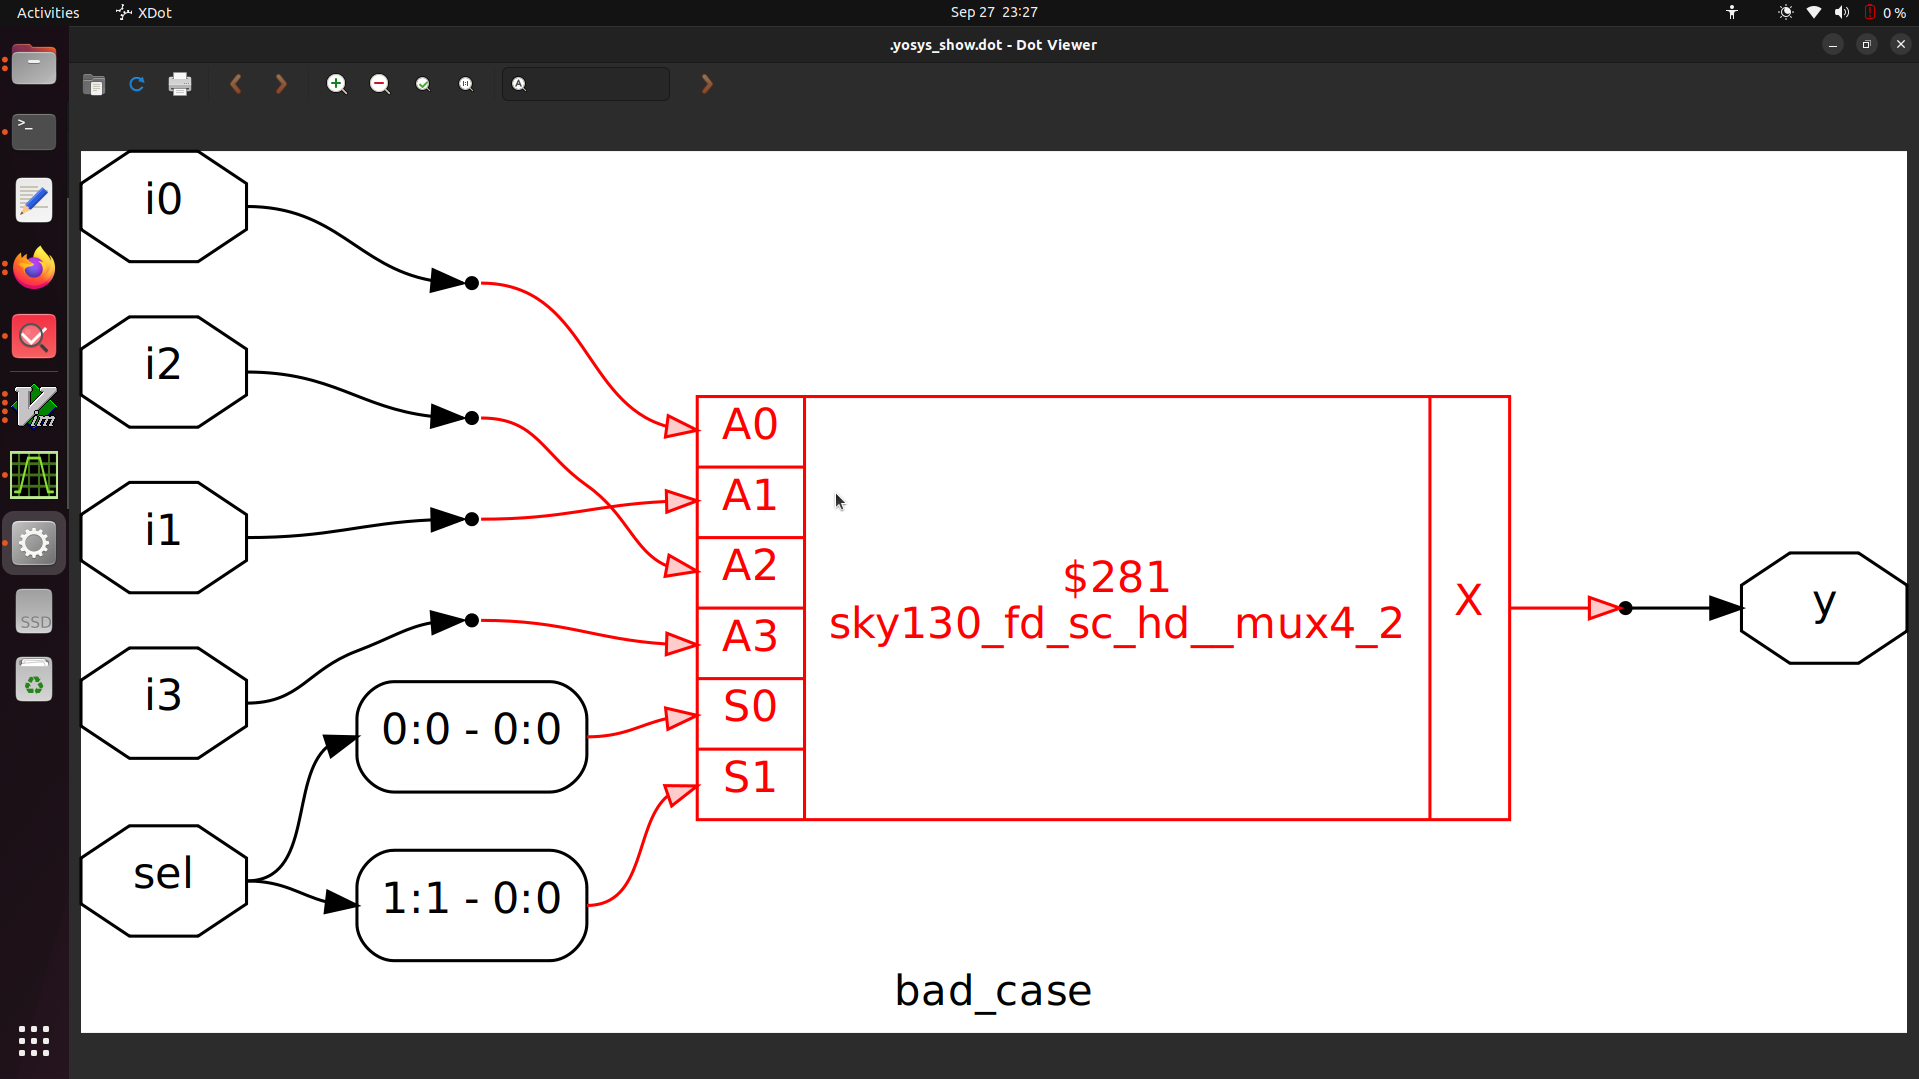 Activities XDot Sep 27 23:27 0 %
.yosys_show.dot - Dot Viewer
i0
i2
i1
i3
sel
0:0 - 0:0
1:1 - 0:0
A0
A1
A2
A3
S0
S1
$281
sky130_fd_sc_hd__mux4_2
X
y
bad_case
SSD
>_
Vim